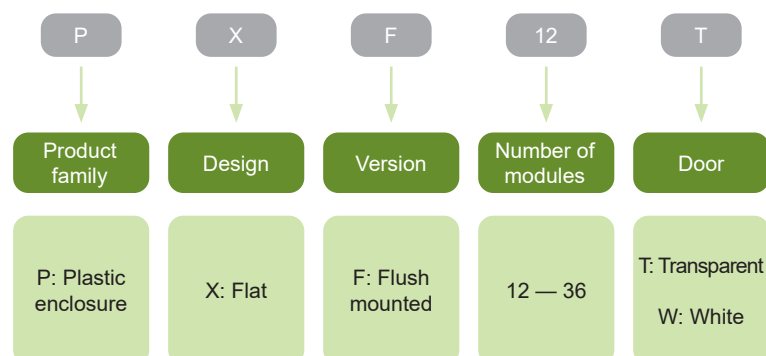 P
X
F
12
T
Product
family
Design
Version
Number of
modules
Door
P: Plastic
enclosure
X: Flat
F: Flush
mounted
12 — 36
T: Transparent
W: White